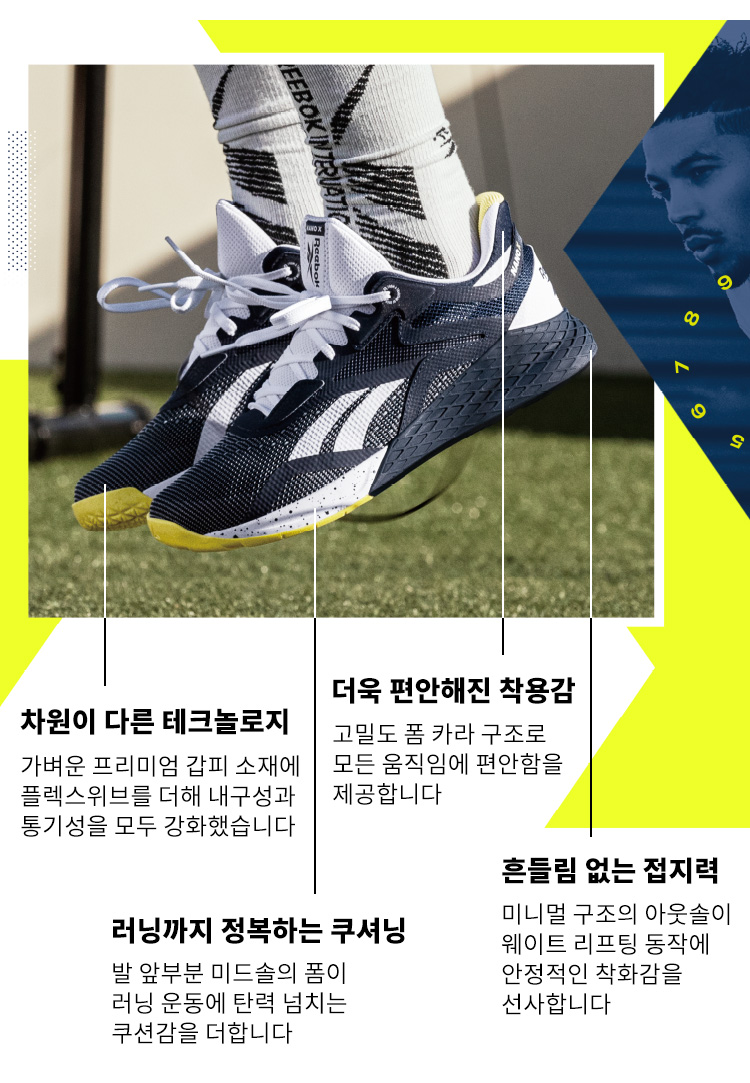 REEBOK INTERNATIO
NANO X
Reebok
9
8
7
6
5
더욱 편안해진 착용감
고밀도 폼 카라 구조로
모든 움직임에 편안함을
제공합니다
차원이 다른 테크놀로지
가벼운 프리미엄 갑피 소재에
플렉스위브를 더해 내구성과
통기성을 모두 강화했습니다
흔들림 없는 접지력
미니멀 구조의 아웃솔이
웨이트 리프팅 동작에
안정적인 착화감을
선사합니다
러닝까지 정복하는 쿠셔닝
발 앞부분 미드솔의 폼이
러닝 운동에 탄력 넘치는
쿠션감을 더합니다